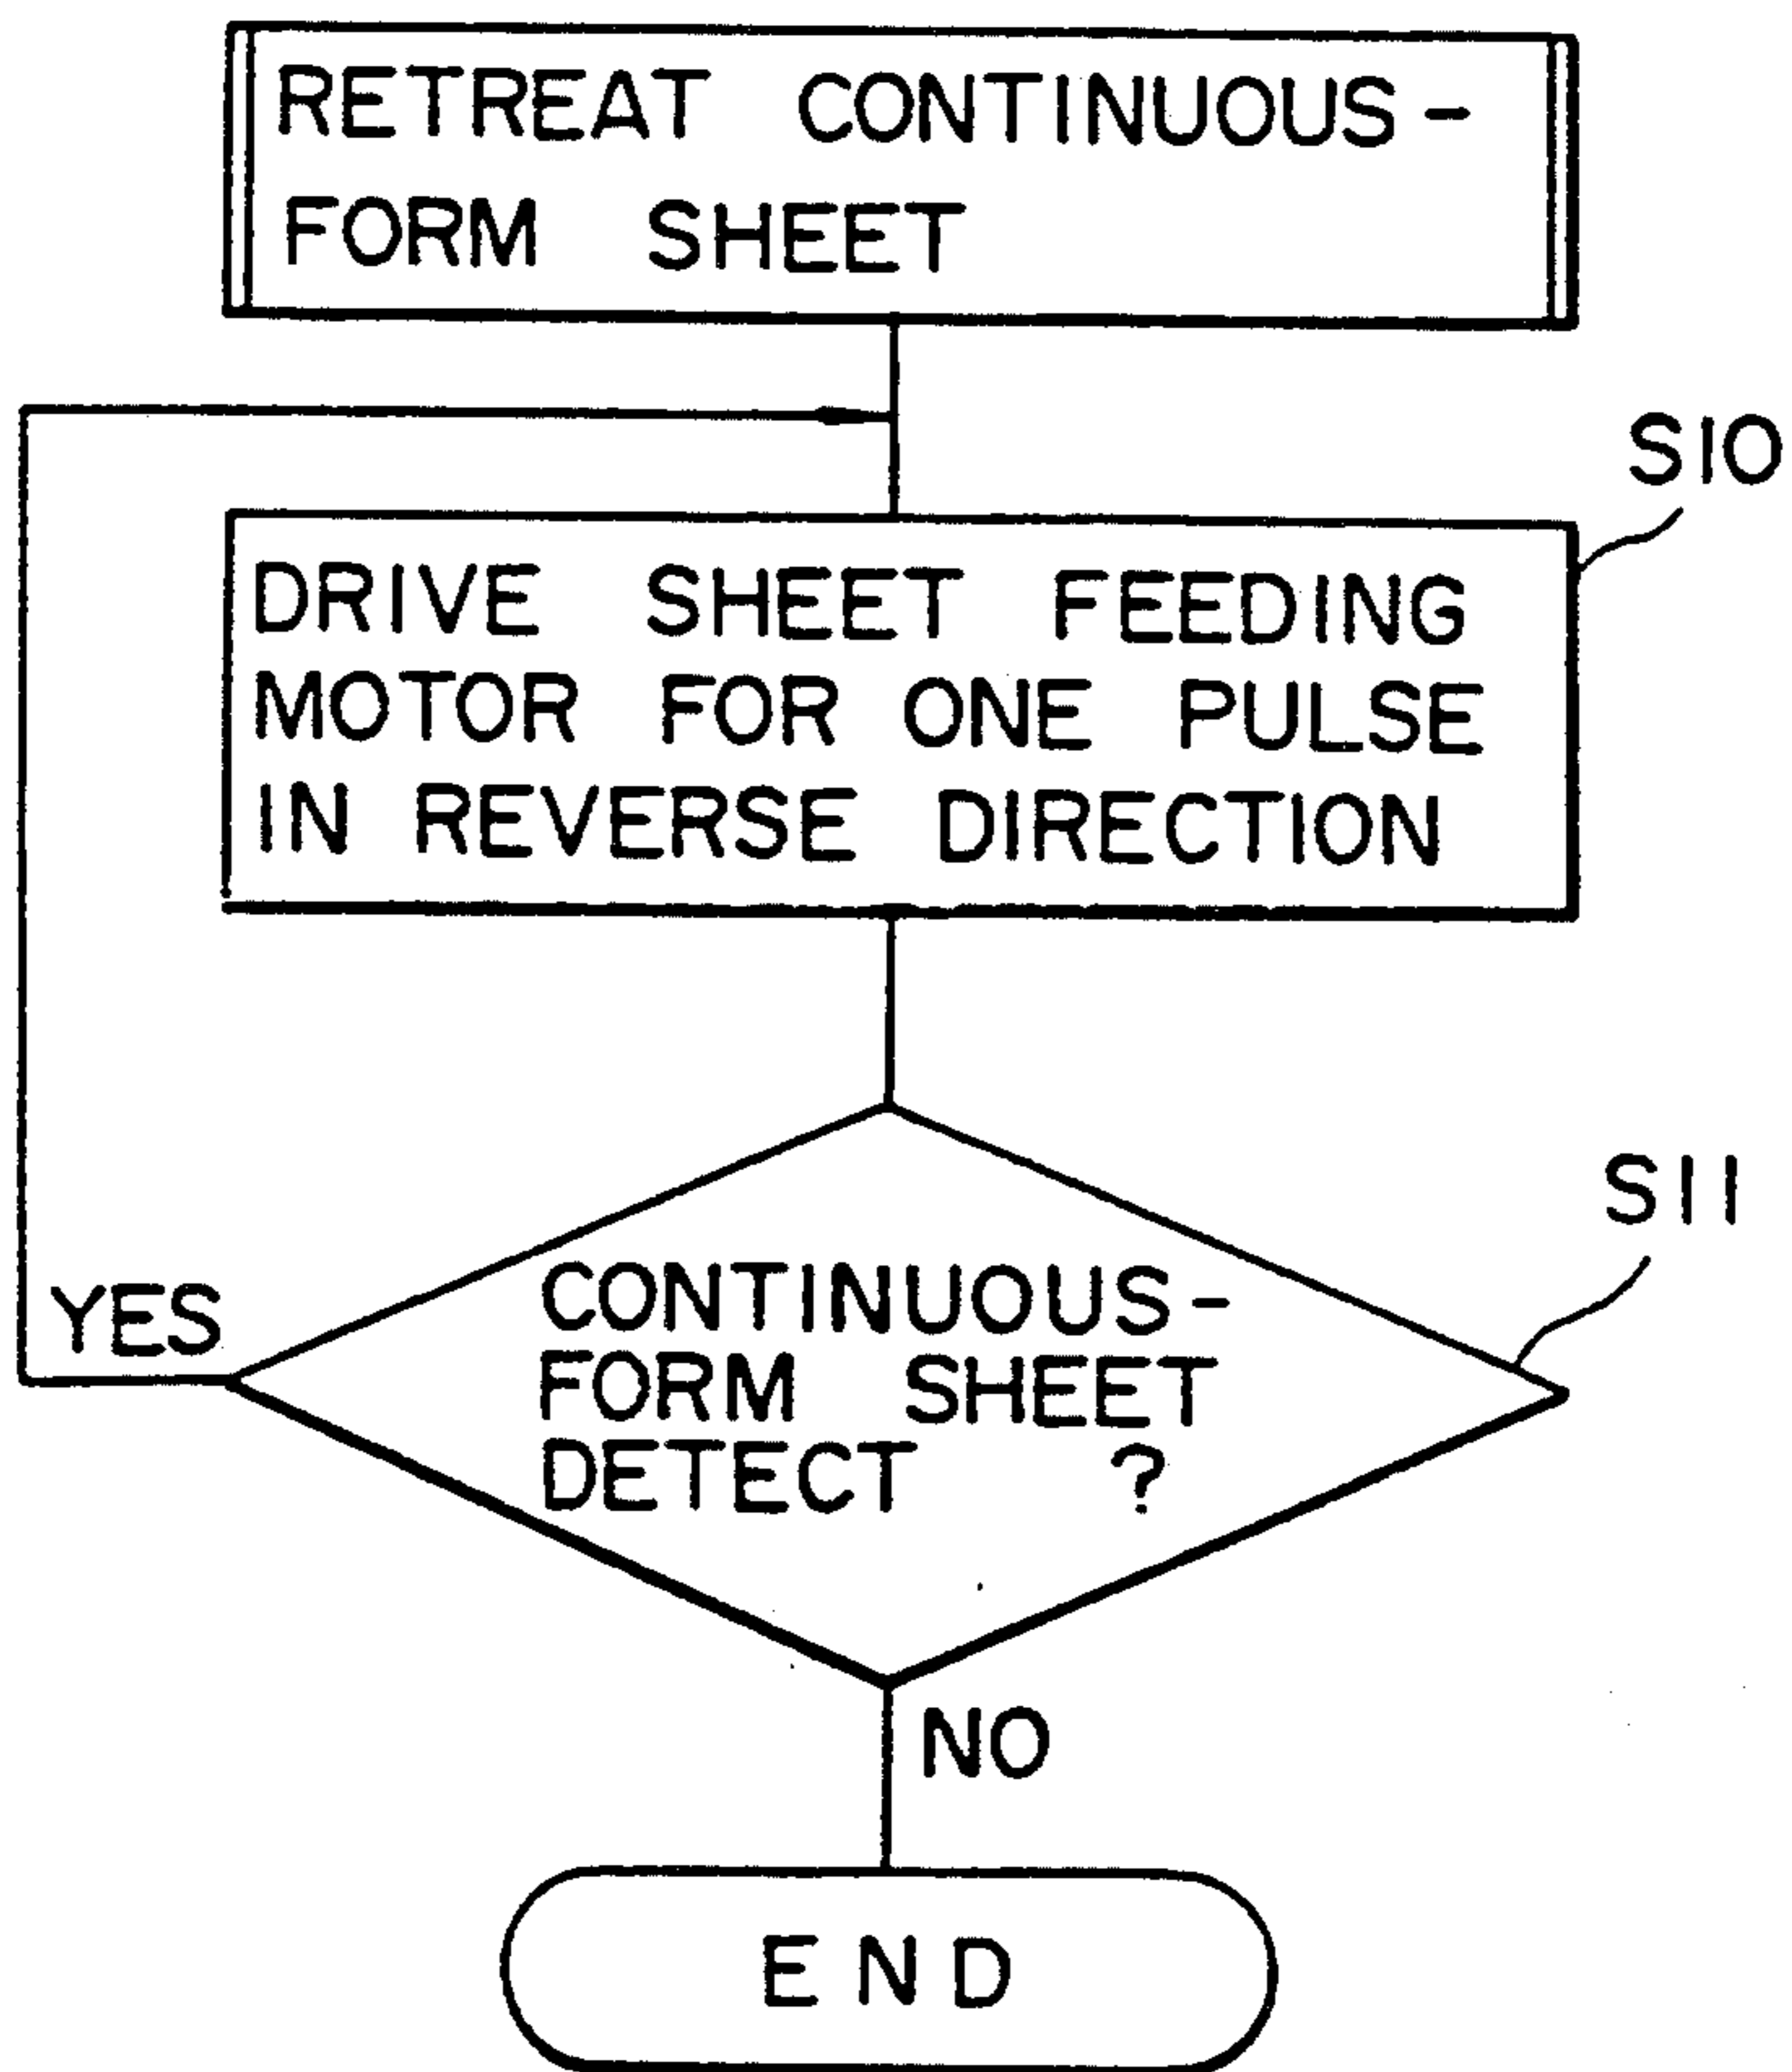 RETREAT CONTINUOUS-
FORM SHEET
S10
DRIVE SHEET FEEDING
MOTOR FOR ONE PULSE
IN REVERSE DIRECTION
S11
YES
CONTINUOUS-
FORM SHEET
DETECT ?
NO
END